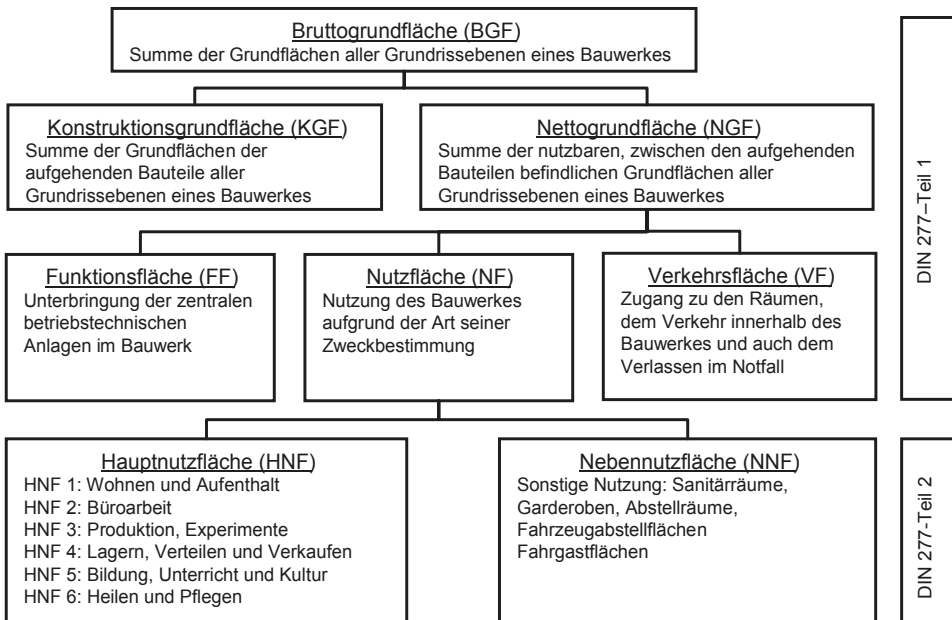 Bruttogrundfläche (BGF)
Summe der Grundflächen aller Grundrissebenen eines Bauwerkes
Konstruktionsgrundfläche (KGF)
Summe der Grundflächen der
aufgehenden Bauteile aller
Grundrissebenen eines Bauwerkes
Nettogrundfläche (NGF)
Summe der nutzbaren, zwischen den aufgehenden
Bauteilen befindlichen Grundflächen aller
Grundrissebenen eines Bauwerkes
Funktionsfläche (FF)
Unterbringung der zentralen
betriebstechnischen
Anlagen im Bauwerk
Nutzfläche (NF)
Nutzung des Bauwerkes
aufgrund der Art seiner
Zweckbestimmung
Verkehrsfläche (VF)
Zugang zu den Räumen,
dem Verkehr innerhalb des
Bauwerkes und auch dem
Verlassen im Notfall
DIN 277–Teil 1
Hauptnutzfläche (HNF)
HNF 1: Wohnen und Aufenthalt
HNF 2: Büroarbeit
HNF 3: Produktion, Experimente
HNF 4: Lagern, Verteilen und Verkaufen
HNF 5: Bildung, Unterricht und Kultur
HNF 6: Heilen und Pflegen
Nebennutzfläche (NNF)
Sonstige Nutzung: Sanitärräume,
Garderoben, Abstellräume,
Fahrzeugabstellflächen
Fahrgastflächen
DIN 277-Teil 2